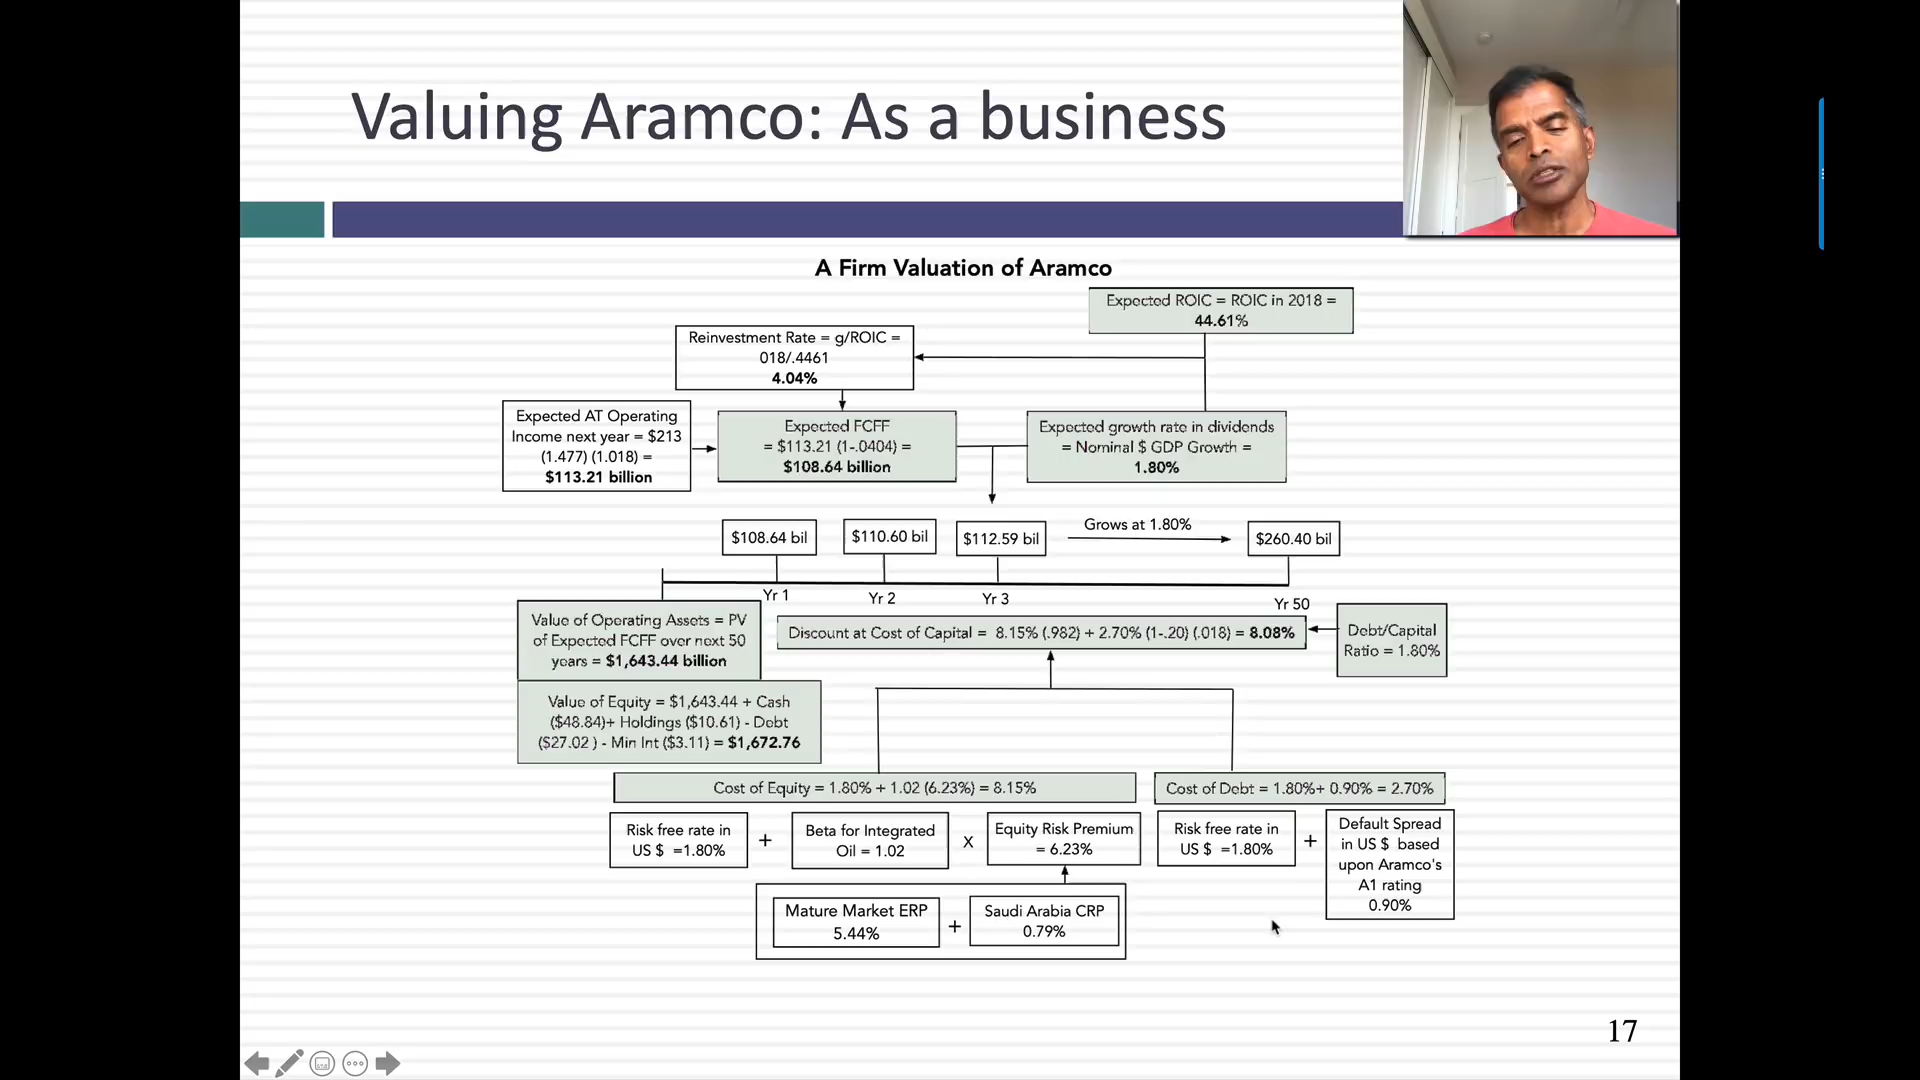 Valuing Aramco: As a business
A Firm Valuation of Aramco
Expected ROIC = ROIC in 2018 =
44.61%
Reinvestment Rate = g/ROIC =
018/.4461
4.04%
Expected AT Operating
Income next year = $213
(1.477) (1.018) =
$113.21 billion
Expected FCFF
= $113.21 (1-.0404) =
$108.64 billion
Expected growth rate in dividends
= Nominal $ GDP Growth =
1.80%
$108.64 bil
$110.60 bil
$112.59 bil
Grows at 1.80%
$260.40 bil
Yr 1
Yr 2
Yr 3
Yr 50
Value of Operating Assets = PV
of Expected FCFF over next 50
years = $1,643.44 billion
Discount at Cost of Capital = 8.15% (.982) + 2.70% (1-.20) (.018) = 8.08%
Debt/Capital
Ratio = 1.80%
Value of Equity = $1,643.44 + Cash
($48.84)+ Holdings ($10.61) - Debt
($27.02 ) - Min Int ($3.11) = $1,672.76
Cost of Equity = 1.80% + 1.02 (6.23%) = 8.15%
Cost of Debt = 1.80%+ 0.90% = 2.70%
Risk free rate in
US $ =1.80%
+
Beta for Integrated
Oil = 1.02
x
Equity Risk Premium
= 6.23%
Risk free rate in
US $ =1.80%
+
Default Spread
in US $ based
upon Aramco's
A1 rating
0.90%
Mature Market ERP
5.44%
+
Saudi Arabia CRP
0.79%
17